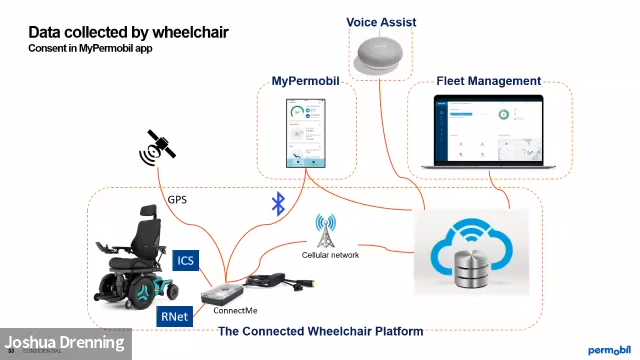 Data collected by wheelchair
Consent in MyPermobil app
Voice Assist
MyPermobil
Fleet Management
GPS
ICS
Cellular network
RNet
ConnectMe
The Connected Wheelchair Platform
Joshua Drenning
33
permobil